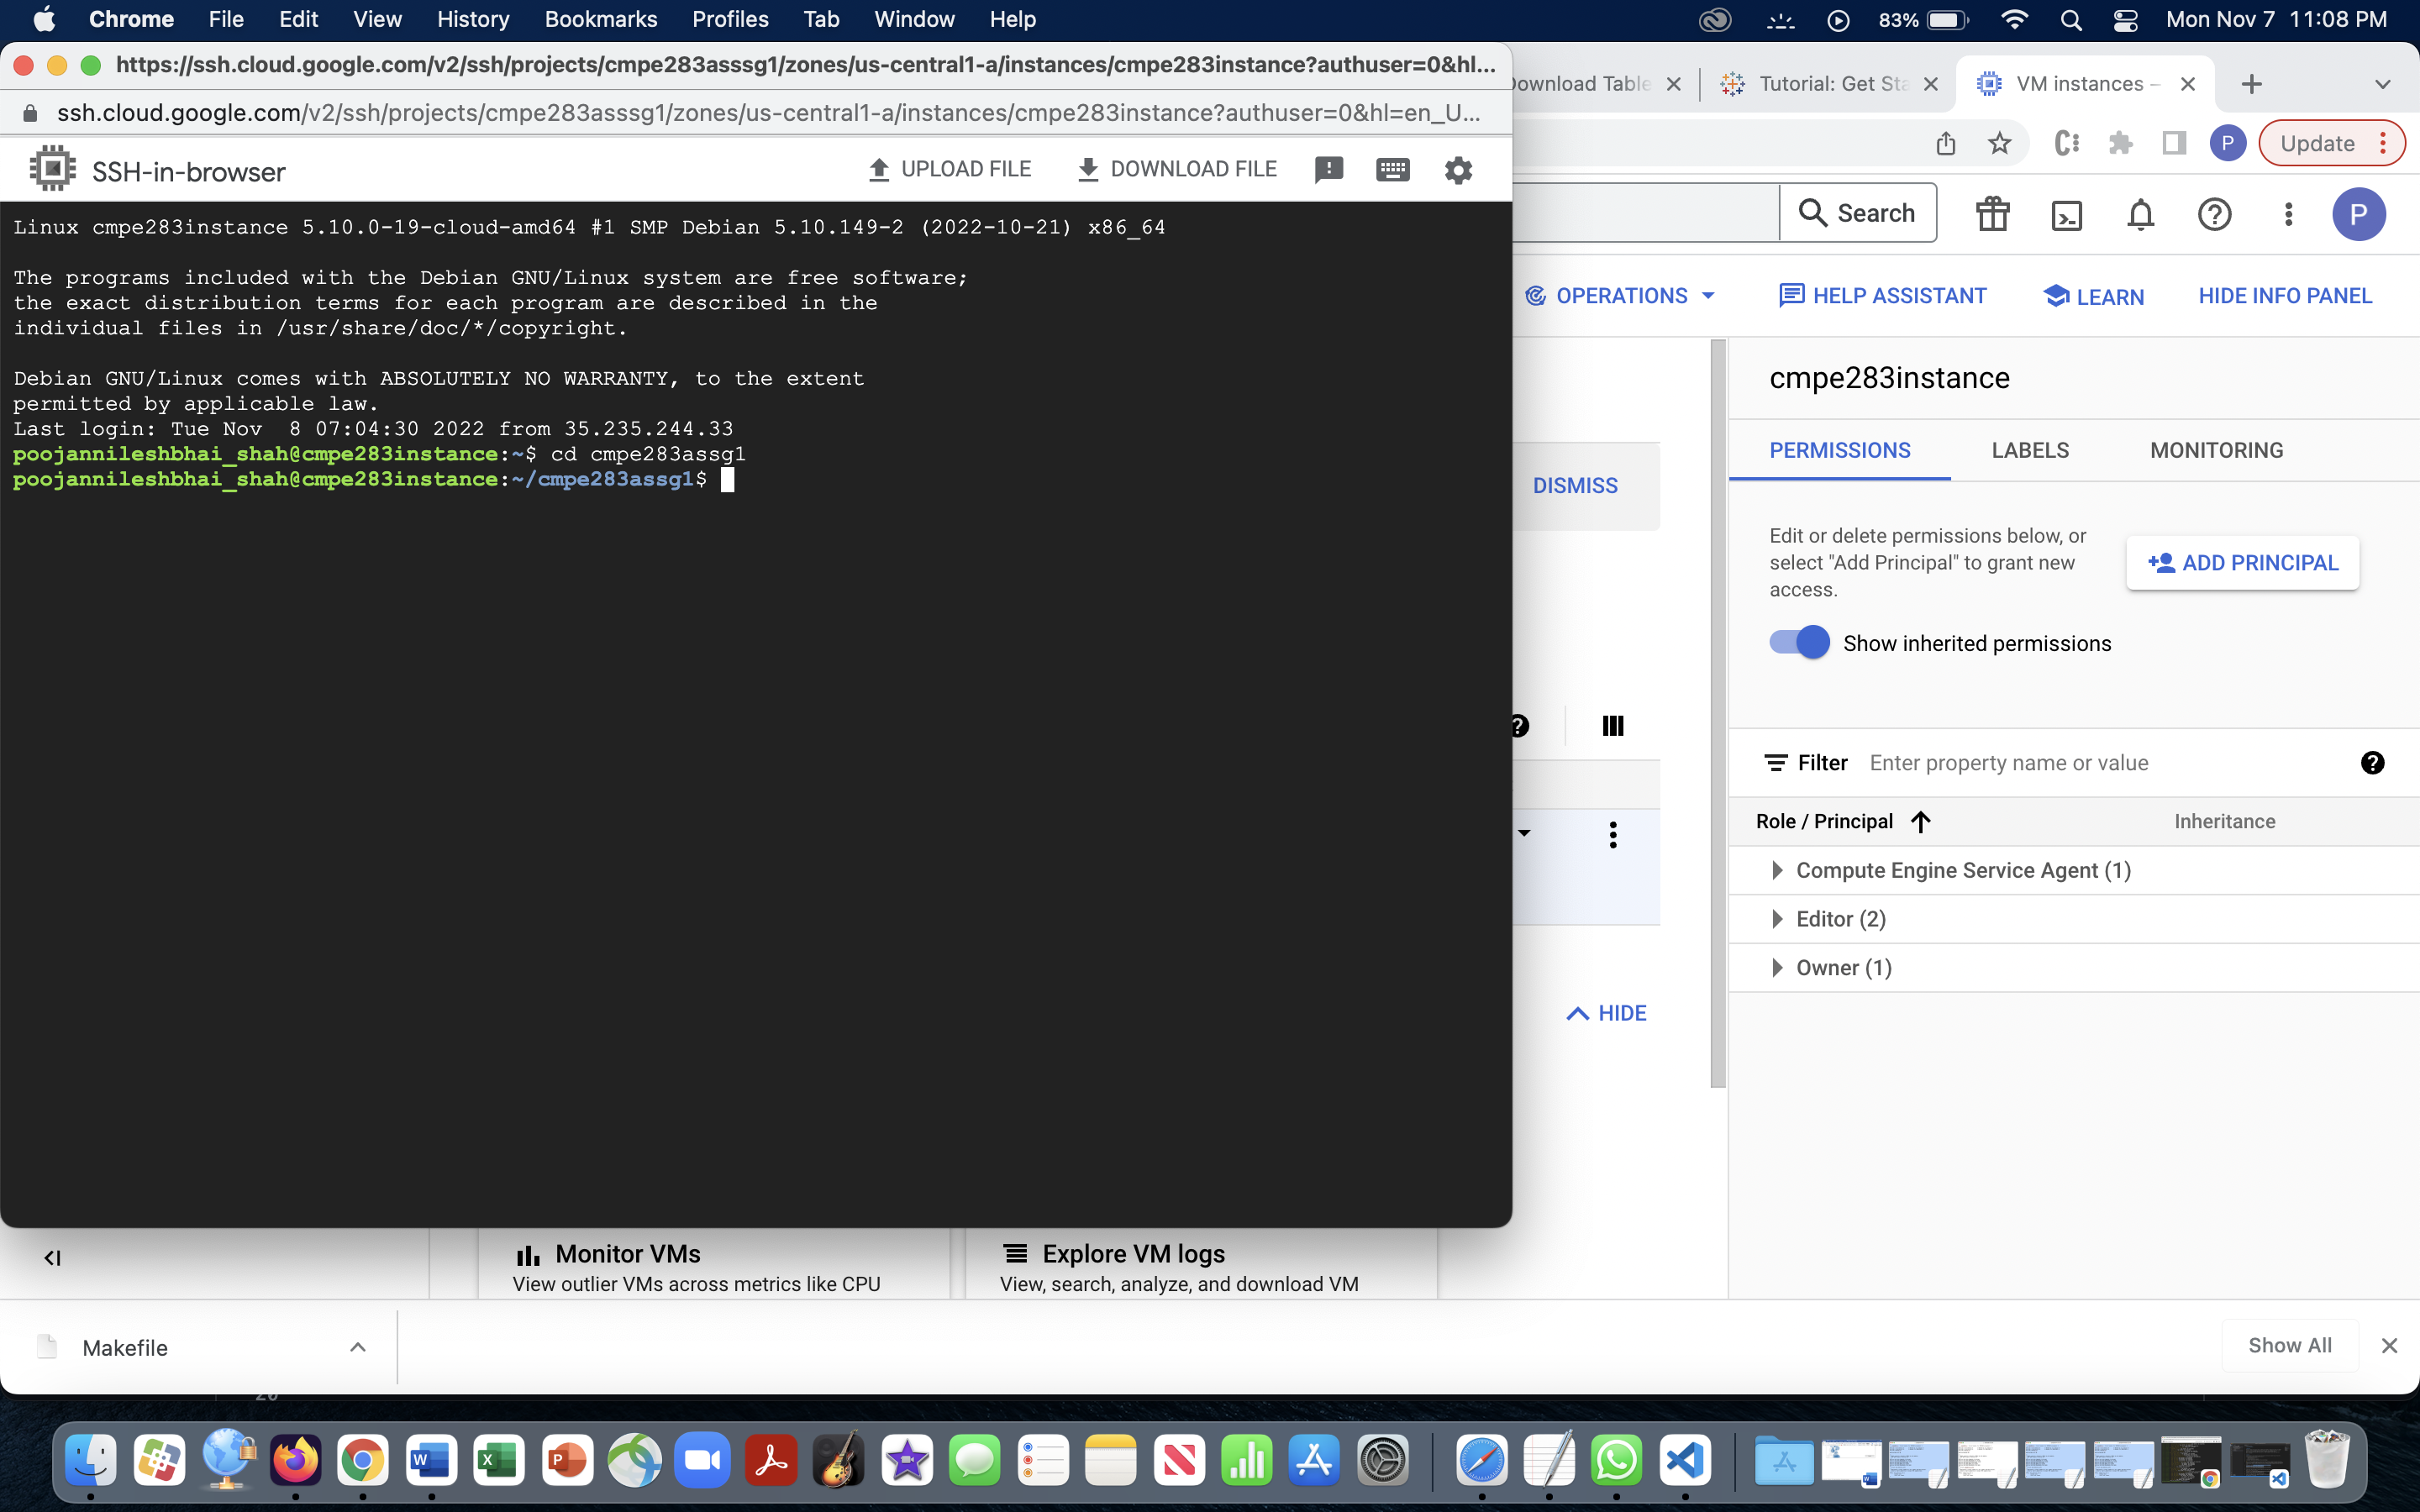 Chrome File Edit View History Bookmarks Profiles Tab Window Help 83% Mon Nov 7 11:08 PM
https://ssh.cloud.google.com/v2/ssh/projects/cmpe283asssg1/zones/us-central1-a/instances/cmpe283instance?authuser=0&hl...
Download Table Tutorial: Get Sta VM instances –
ssh.cloud.google.com/v2/ssh/projects/cmpe283asssg1/zones/us-central1-a/instances/cmpe283instance?authuser=0&hl=en_U...
P Update
SSH-in-browser UPLOAD FILE DOWNLOAD FILE
Search P
Linux cmpe283instance 5.10.0-19-cloud-amd64 #1 SMP Debian 5.10.149-2 (2022-10-21) x86_64
The programs included with the Debian GNU/Linux system are free software;
the exact distribution terms for each program are described in the
individual files in /usr/share/doc/*/copyright.
Debian GNU/Linux comes with ABSOLUTELY NO WARRANTY, to the extent
permitted by applicable law.
Last login: Tue Nov  8 07:04:30 2022 from 35.235.244.33
poojannileshbhai_shah@cmpe283instance:~$ cd cmpe283assg1
poojannileshbhai_shah@cmpe283instance:~/cmpe283assg1$
OPERATIONS HELP ASSISTANT LEARN HIDE INFO PANEL
DISMISS
HIDE
cmpe283instance
PERMISSIONS LABELS MONITORING
Edit or delete permissions below, or
select "Add Principal" to grant new
access.
ADD PRINCIPAL
Show inherited permissions
Filter Enter property name or value
Role / Principal Inheritance
Compute Engine Service Agent (1)
Editor (2)
Owner (1)
Monitor VMs
View outlier VMs across metrics like CPU
Explore VM logs
View, search, analyze, and download VM
Makefile Show All